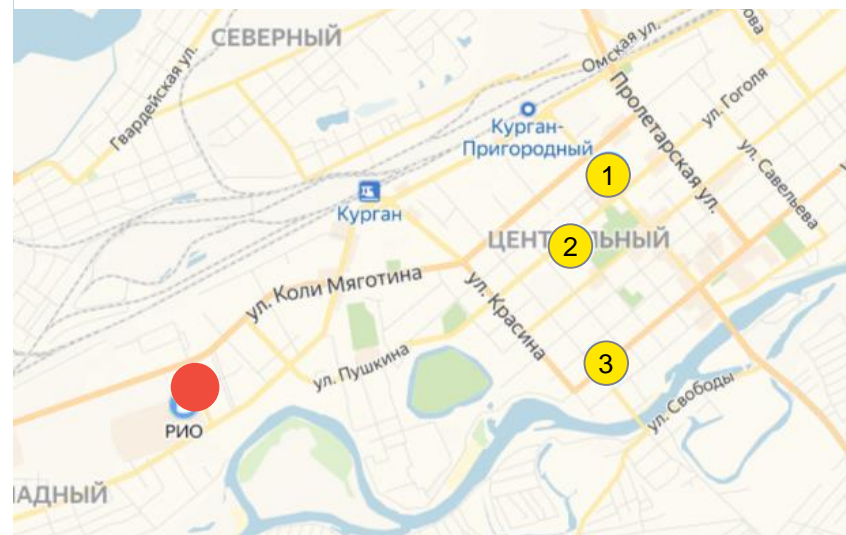 СЕВЕРНЫЙ
Гвардейская ул.
Омская ул.
ова
Курган-
Пригородный
Пролетарская ул.
ул. Гоголя
ул. Савельева
1
Курган
ЦЕНТ
2
ЛЬНЫЙ
ул. Коли Мяготина
ул. Красина
ул. Пушкина
3
ул. Свободы
РИО
АДНЫЙ